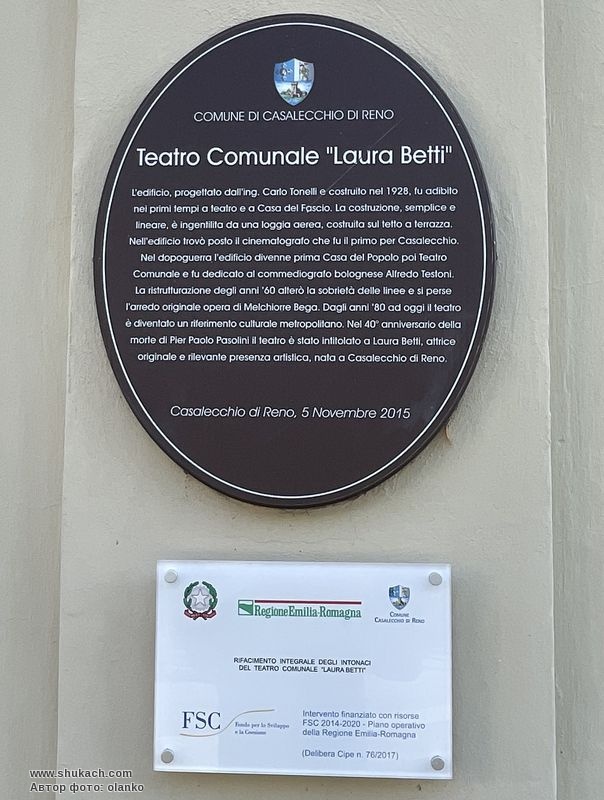 COMUNE DI CASALECCHIO DI RENO
Teatro Comunale "Laura Betti"
L'edificio, progettato dall'ing. Carlo Tonelli e costruito nel 1928, fu adibito
nei primi tempi a teatro e a Casa del Fascio. La costruzione, semplice e
lineare, è ingentilita da una loggia aerea, costruita sul tetto a terrazza.
Nell'edificio trovò posto il cinematografo che fu il primo per Casalecchio.
Nel dopoguerra l'edificio divenne prima Casa del Popolo poi Teatro
Comunale e fu dedicato al commediografo bolognese Alfredo Testoni.
La ristrutturazione degli anni '60 alterò la sobrietà delle linee e si perse
l'arredo originale opera di Melchiorre Bega. Dagli anni '80 ad oggi il teatro
è diventato un riferimento culturale metropolitano. Nel 40° anniversario della
morte di Pier Paolo Pasolini il teatro è stato intitolato a Laura Betti, attrice
originale e rilevante presenza artistica, nata a Casalecchio di Reno.
Casalecchio di Reno, 5 Novembre 2015
RegioneEmilia-Romagna
COMUNE
CASALECCHIO DI RENO
RIFACIMENTO INTEGRALE DEGLI INTONACI
DEL TEATRO COMUNALE "LAURA BETTI"
FSC
Fondo per lo Sviluppo
e la Coesione
Intervento finanziato con risorse
FSC 2014-2020 - Piano operativo
della Regione Emilia-Romagna
(Delibera Cipe n. 76/2017)
www.shukach.com
Автор фото: olanko